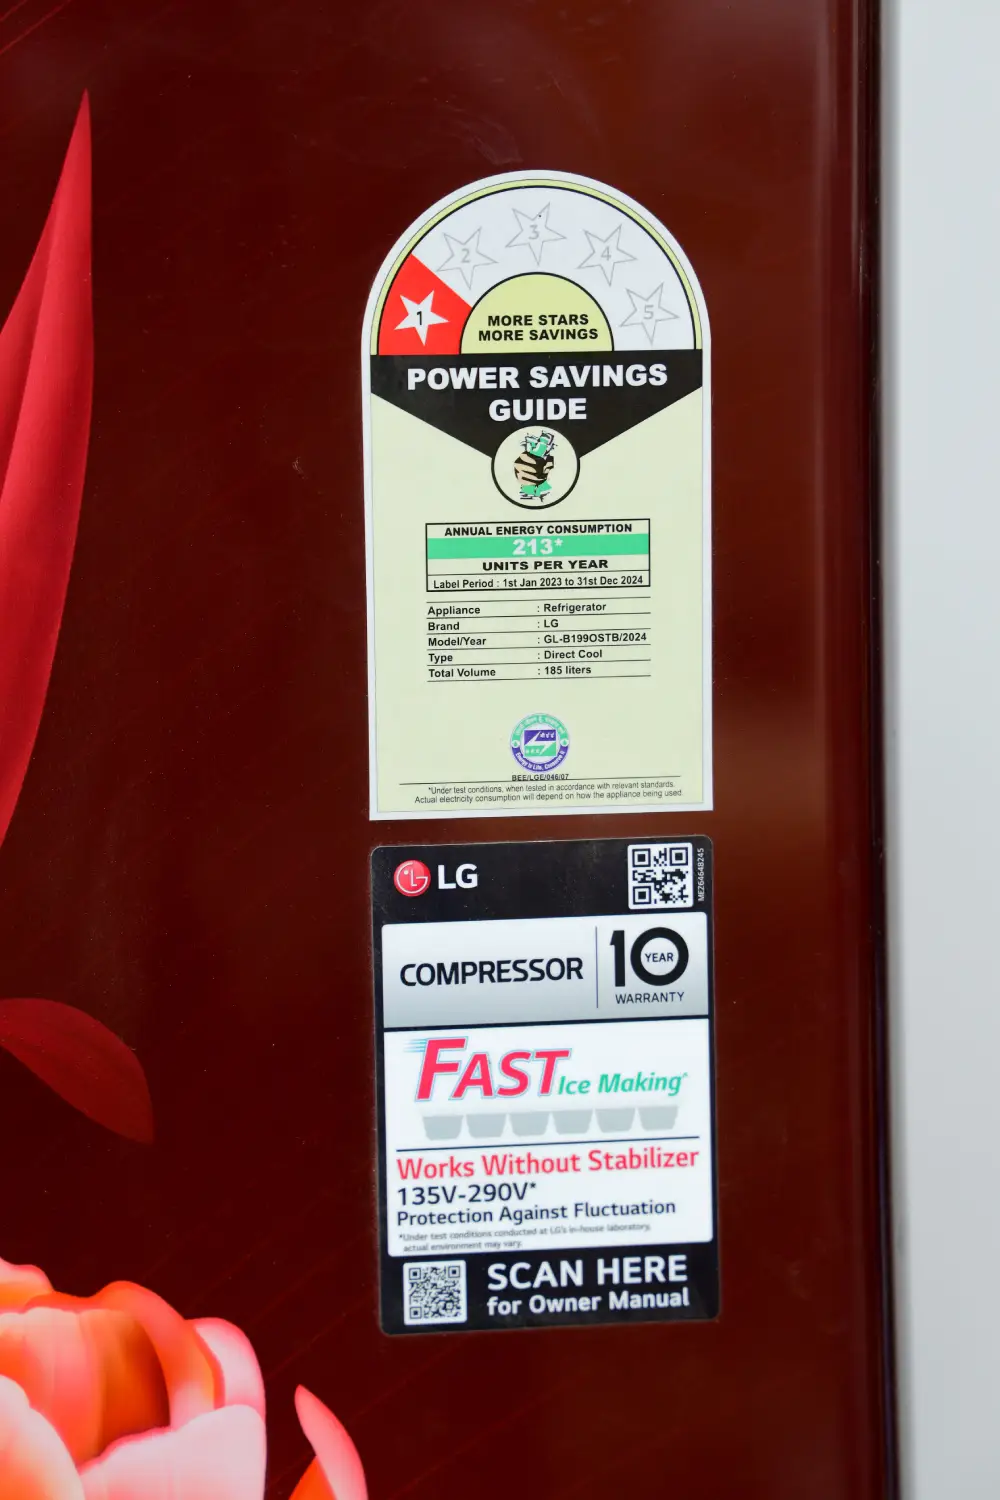 1 2 3 4 5
MORE STARS
MORE SAVINGS
POWER SAVINGS
GUIDE
ANNUAL ENERGY CONSUMPTION
213*
UNITS PER YEAR
Label Period : 1st Jan 2023 to 31st Dec 2024
Appliance : Refrigerator
Brand : LG
Model/Year : GL-B199OSTB/2024
Type : Direct Cool
Total Volume : 185 liters
BEE/LGE/046/07
*Under test conditions, when tested in accordance with relevant standards.
Actual electricity consumption will depend on how the appliance being used
LG
MEZ64648245
COMPRESSOR
10 YEAR
WARRANTY
FAST Ice Making^
Works Without Stabilizer
135V-290V*
Protection Against Fluctuation
*Under test conditions conducted at LG's in-house laboratory,
actual environment may vary.
SCAN HERE
for Owner Manual